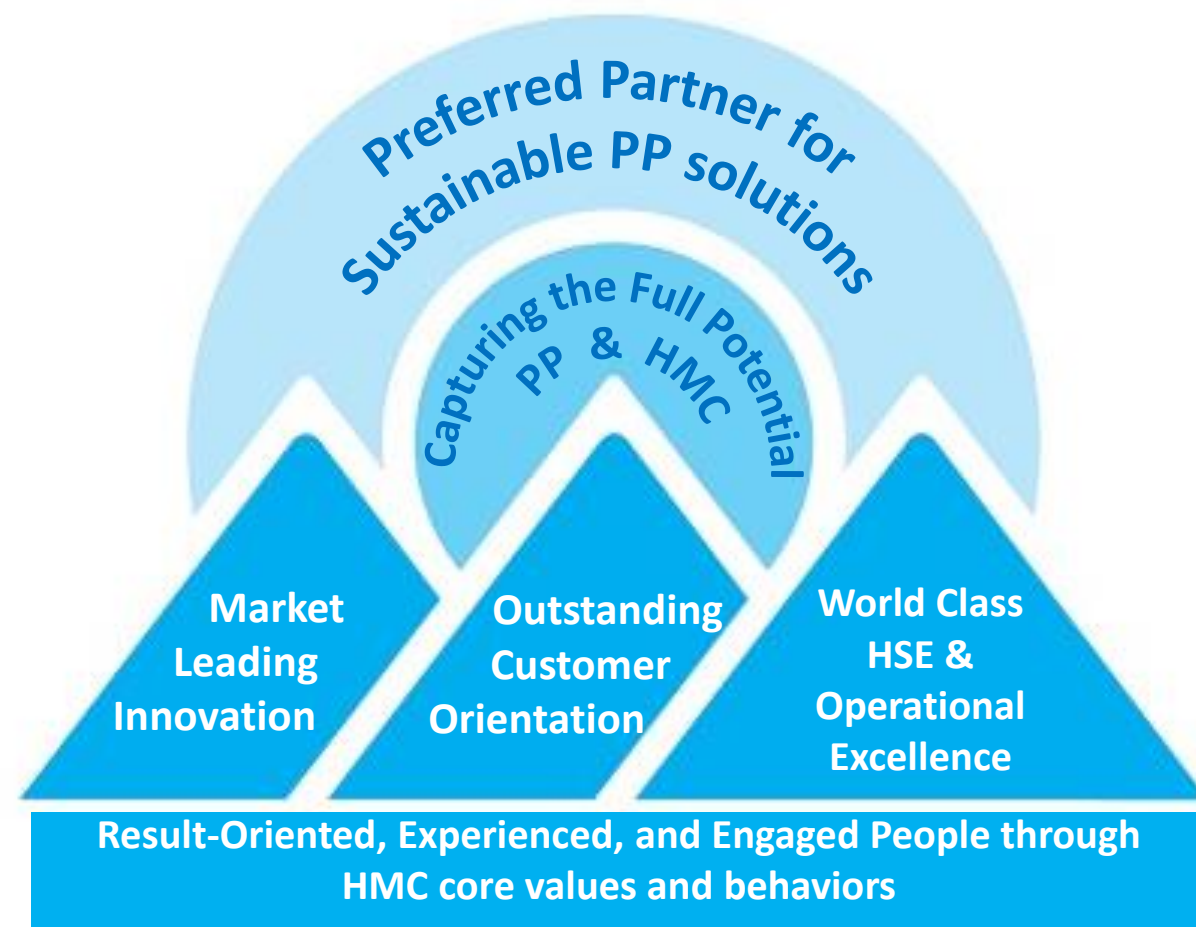 Preferred Partner for
Sustainable PP solutions
Capturing the Full Potential
PP & HMC
Market
Leading
Innovation
Outstanding
Customer
Orientation
World Class
HSE &
Operational
Excellence
Result-Oriented, Experienced, and Engaged People through
HMC core values and behaviors